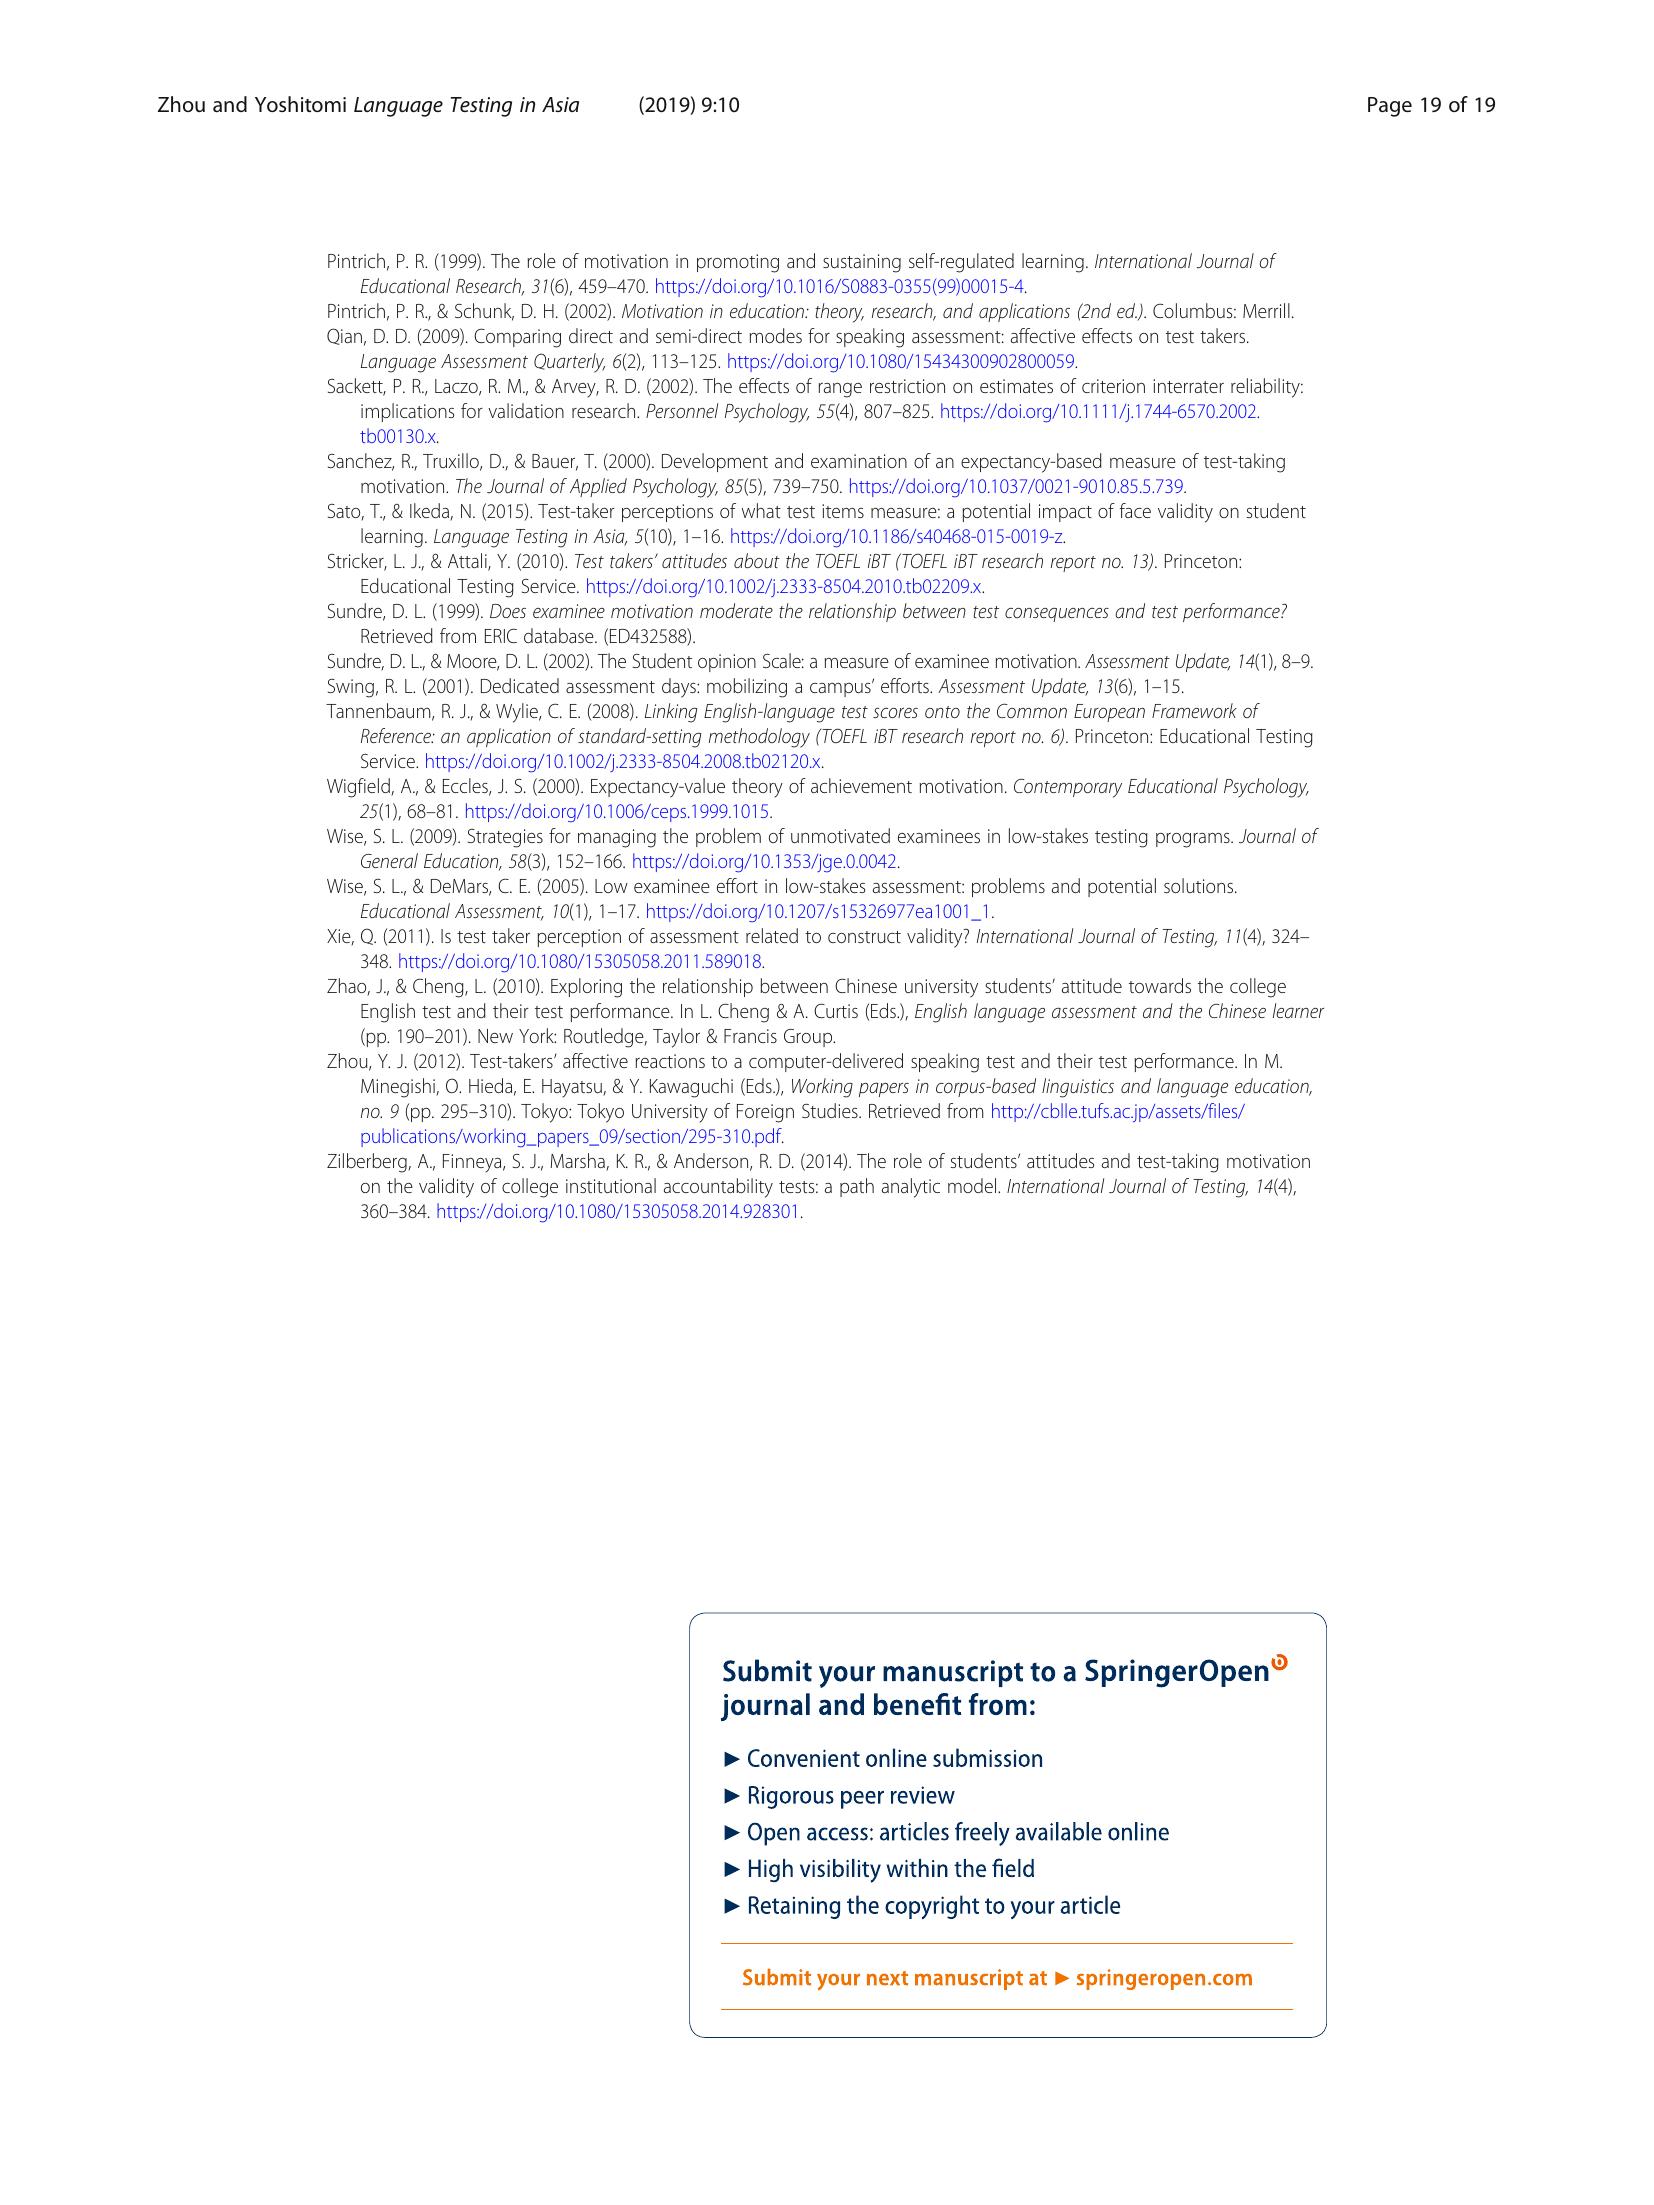 Zhou and Yoshitomi Language Testing in Asia (2019) 9:10 Page 19 of 19
Pintrich, P. R. (1999). The role of motivation in promoting and sustaining self-regulated learning. International Journal of
Educational Research, 31(6), 459–470. https://doi.org/10.1016/S0883-0355(99)00015-4.
Pintrich, P. R., & Schunk, D. H. (2002). Motivation in education: theory, research, and applications (2nd ed.). Columbus: Merrill.
Qian, D. D. (2009). Comparing direct and semi-direct modes for speaking assessment: affective effects on test takers.
Language Assessment Quarterly, 6(2), 113–125. https://doi.org/10.1080/15434300902800059.
Sackett, P. R., Laczo, R. M., & Arvey, R. D. (2002). The effects of range restriction on estimates of criterion interrater reliability:
implications for validation research. Personnel Psychology, 55(4), 807–825. https://doi.org/10.1111/j.1744-6570.2002.
tb00130.x.
Sanchez, R., Truxillo, D., & Bauer, T. (2000). Development and examination of an expectancy-based measure of test-taking
motivation. The Journal of Applied Psychology, 85(5), 739–750. https://doi.org/10.1037/0021-9010.85.5.739.
Sato, T., & Ikeda, N. (2015). Test-taker perceptions of what test items measure: a potential impact of face validity on student
learning. Language Testing in Asia, 5(10), 1–16. https://doi.org/10.1186/s40468-015-0019-z.
Stricker, L. J., & Attali, Y. (2010). Test takers’ attitudes about the TOEFL iBT (TOEFL iBT research report no. 13). Princeton:
Educational Testing Service. https://doi.org/10.1002/j.2333-8504.2010.tb02209.x.
Sundre, D. L. (1999). Does examinee motivation moderate the relationship between test consequences and test performance?
Retrieved from ERIC database. (ED432588).
Sundre, D. L., & Moore, D. L. (2002). The Student opinion Scale: a measure of examinee motivation. Assessment Update, 14(1), 8–9.
Swing, R. L. (2001). Dedicated assessment days: mobilizing a campus’ efforts. Assessment Update, 13(6), 1–15.
Tannenbaum, R. J., & Wylie, C. E. (2008). Linking English-language test scores onto the Common European Framework of
Reference: an application of standard-setting methodology (TOEFL iBT research report no. 6). Princeton: Educational Testing
Service. https://doi.org/10.1002/j.2333-8504.2008.tb02120.x.
Wigfield, A., & Eccles, J. S. (2000). Expectancy-value theory of achievement motivation. Contemporary Educational Psychology,
25(1), 68–81. https://doi.org/10.1006/ceps.1999.1015.
Wise, S. L. (2009). Strategies for managing the problem of unmotivated examinees in low-stakes testing programs. Journal of
General Education, 58(3), 152–166. https://doi.org/10.1353/jge.0.0042.
Wise, S. L., & DeMars, C. E. (2005). Low examinee effort in low-stakes assessment: problems and potential solutions.
Educational Assessment, 10(1), 1–17. https://doi.org/10.1207/s15326977ea1001_1.
Xie, Q. (2011). Is test taker perception of assessment related to construct validity? International Journal of Testing, 11(4), 324–
348. https://doi.org/10.1080/15305058.2011.589018.
Zhao, J., & Cheng, L. (2010). Exploring the relationship between Chinese university students’ attitude towards the college
English test and their test performance. In L. Cheng & A. Curtis (Eds.), English language assessment and the Chinese learner
(pp. 190–201). New York: Routledge, Taylor & Francis Group.
Zhou, Y. J. (2012). Test-takers’ affective reactions to a computer-delivered speaking test and their test performance. In M.
Minegishi, O. Hieda, E. Hayatsu, & Y. Kawaguchi (Eds.), Working papers in corpus-based linguistics and language education,
no. 9 (pp. 295–310). Tokyo: Tokyo University of Foreign Studies. Retrieved from http://cblle.tufs.ac.jp/assets/files/
publications/working_papers_09/section/295-310.pdf.
Zilberberg, A., Finneya, S. J., Marsha, K. R., & Anderson, R. D. (2014). The role of students’ attitudes and test-taking motivation
on the validity of college institutional accountability tests: a path analytic model. International Journal of Testing, 14(4),
360–384. https://doi.org/10.1080/15305058.2014.928301.
Submit your manuscript to a SpringerOpen
journal and benefit from:
► Convenient online submission
► Rigorous peer review
► Open access: articles freely available online
► High visibility within the field
► Retaining the copyright to your article
Submit your next manuscript at ► springeropen.com